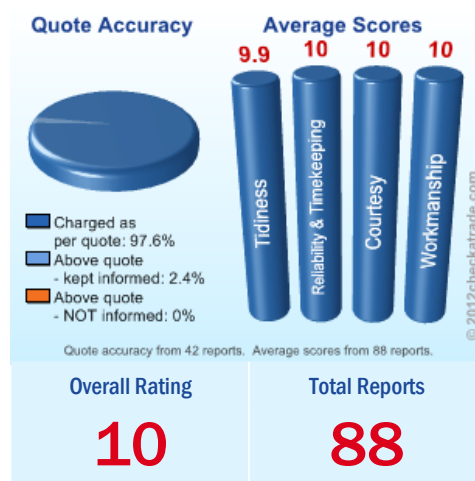 Quote Accuracy
Average Scores
9.9
10
10
10
Tidiness
Reliability & Timekeeping
Courtesy
Workmanship
Charged as
per quote: 97.6%
Above quote
- kept informed: 2.4%
Above quote
- NOT informed: 0%
© 2012checkatrade.com
Quote accuracy from 42 reports. Average scores from 88 reports.
Overall Rating
Total Reports
10
88